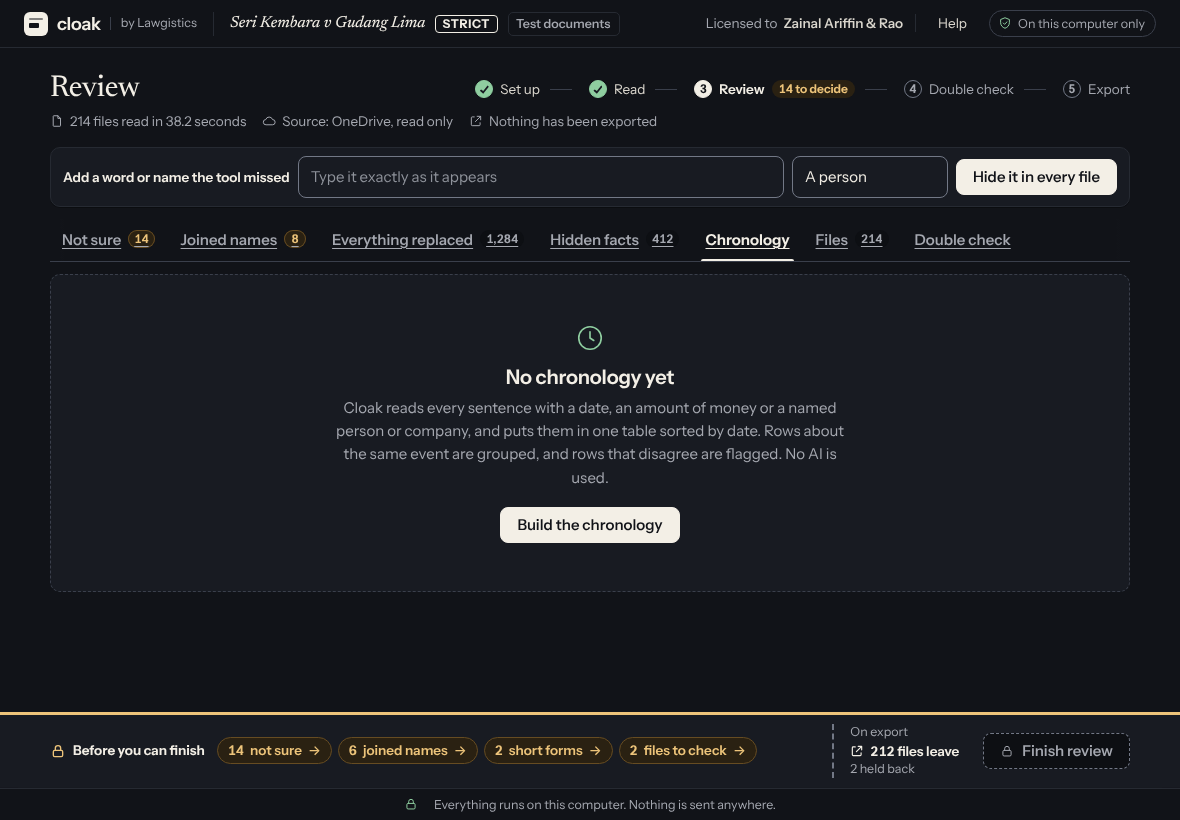 cloak by Lawgistics Seri Kembara v Gudang Lima STRICT Test documents Licensed to Zainal Ariffin & Rao Help On this computer only
Review
Set up Read 3 Review 14 to decide 4 Double check 5 Export
214 files read in 38.2 seconds Source: OneDrive, read only Nothing has been exported
Add a word or name the tool missed Type it exactly as it appears A person Hide it in every file
Not sure 14 Joined names 8 Everything replaced 1,284 Hidden facts 412 Chronology Files 214 Double check
No chronology yet
Cloak reads every sentence with a date, an amount of money or a named
person or company, and puts them in one table sorted by date. Rows about
the same event are grouped, and rows that disagree are flagged. No AI is
used.
Build the chronology
Before you can finish 14 not sure → 6 joined names → 2 short forms → 2 files to check →
On export
212 files leave
2 held back
Finish review
Everything runs on this computer. Nothing is sent anywhere.